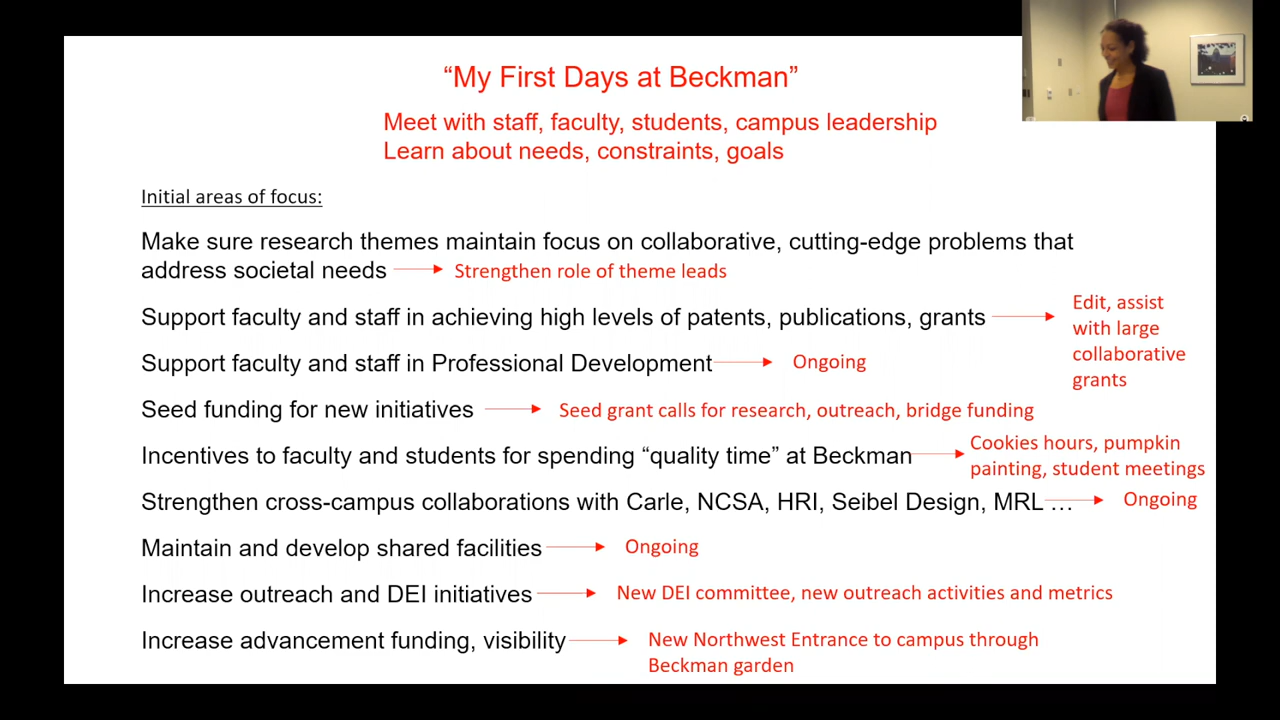 “My First Days at Beckman”
Meet with staff, faculty, students, campus leadership
Learn about needs, constraints, goals
Initial areas of focus:
Make sure research themes maintain focus on collaborative, cutting-edge problems that
address societal needs
Strengthen role of theme leads
Support faculty and staff in achieving high levels of patents, publications, grants
Edit, assist
with large
collaborative
grants
Support faculty and staff in Professional Development
Ongoing
Seed funding for new initiatives
Seed grant calls for research, outreach, bridge funding
Incentives to faculty and students for spending “quality time” at Beckman
Cookies hours, pumpkin
painting, student meetings
Strengthen cross-campus collaborations with Carle, NCSA, HRI, Seibel Design, MRL …
Ongoing
Maintain and develop shared facilities
Ongoing
Increase outreach and DEI initiatives
New DEI committee, new outreach activities and metrics
Increase advancement funding, visibility
New Northwest Entrance to campus through
Beckman garden